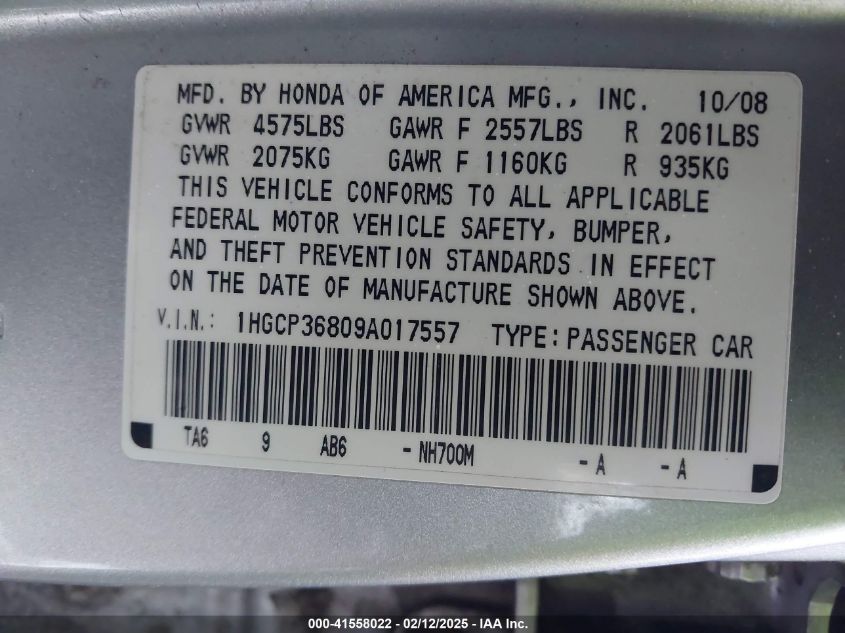 MFD. BY HONDA OF AMERICA MFG., INC. 10/08
GVWR 4575LBS GAWR F 2557LBS R 2061LBS
GVWR 2075KG GAWR F 1160KG R 935KG
THIS VEHICLE CONFORMS TO ALL APPLICABLE
FEDERAL MOTOR VEHICLE SAFETY, BUMPER,
AND THEFT PREVENTION STANDARDS IN EFFECT
ON THE DATE OF MANUFACTURE SHOWN ABOVE.
V.I.N.: 1HGCP36809A017557 TYPE: PASSENGER CAR
TA6 9 AB6 - NH700M - A - A
000-41558022 - 02/12/2025 - IAA Inc.